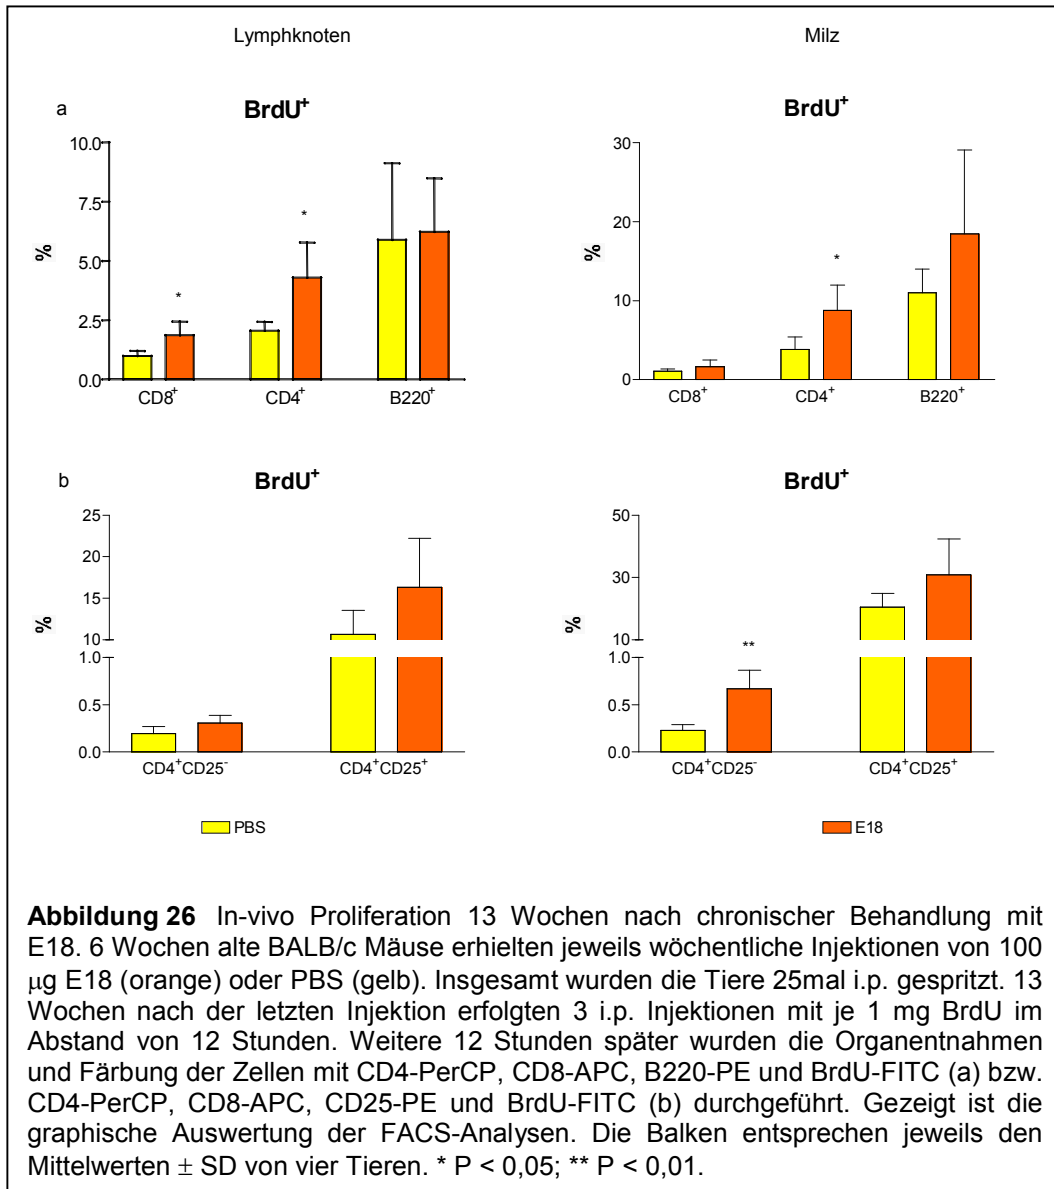 Lymphknoten Milz
a BrdU⁺ BrdU⁺
10.0 30
7.5
20
%
5.0 %
10
2.5
0.0 0
* * *
CD8⁺ CD4⁺ B220⁺ CD8⁺ CD4⁺ B220⁺
b BrdU⁺ BrdU⁺
25 50
20
30
15
% 10 % 10
1.0 1.0
**
0.5 0.5
0.0 0.0
CD4⁺CD25⁻ CD4⁺CD25⁺ CD4⁺CD25⁻ CD4⁺CD25⁺
PBS E18
Abbildung 26 In-vivo Proliferation 13 Wochen nach chronischer Behandlung mit
E18. 6 Wochen alte BALB/c Mäuse erhielten jeweils wöchentliche Injektionen von 100
µg E18 (orange) oder PBS (gelb). Insgesamt wurden die Tiere 25mal i.p. gespritzt. 13
Wochen nach der letzten Injektion erfolgten 3 i.p. Injektionen mit je 1 mg BrdU im
Abstand von 12 Stunden. Weitere 12 Stunden später wurden die Organentnahmen
und Färbung der Zellen mit CD4-PerCP, CD8-APC, B220-PE und BrdU-FITC (a) bzw.
CD4-PerCP, CD8-APC, CD25-PE und BrdU-FITC (b) durchgeführt. Gezeigt ist die
graphische Auswertung der FACS-Analysen. Die Balken entsprechen jeweils den
Mittelwerten ± SD von vier Tieren. * P < 0,05; ** P < 0,01.